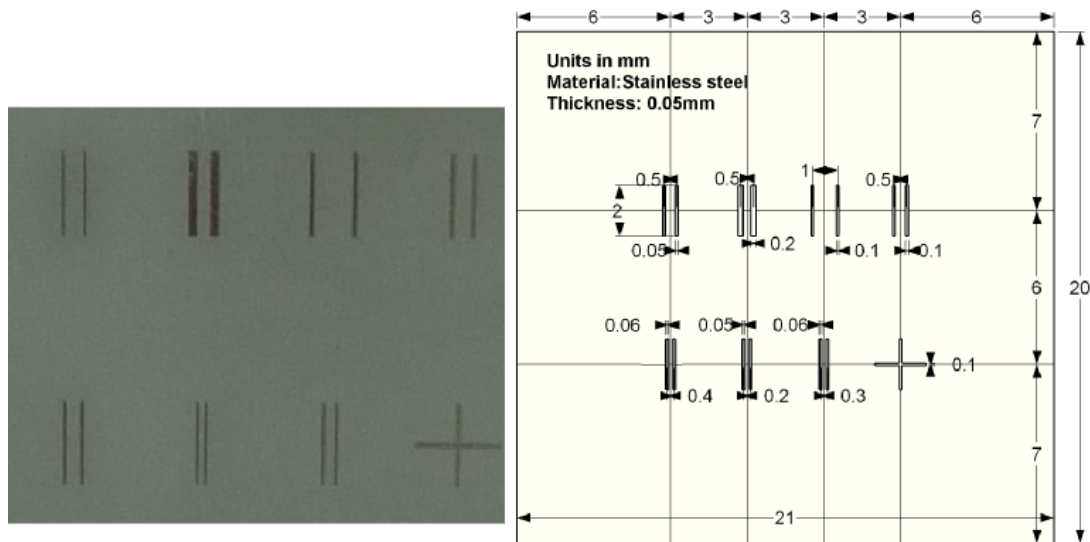 6 3 3 3 6
Units in mm
Material:Stainless steel
Thickness: 0.05mm
7
0.5 0.5 1 0.5
2
0.05 0.2 0.1 0.1
6 20
0.06 0.05 0.06
0.1
0.4 0.2 0.3
7
21